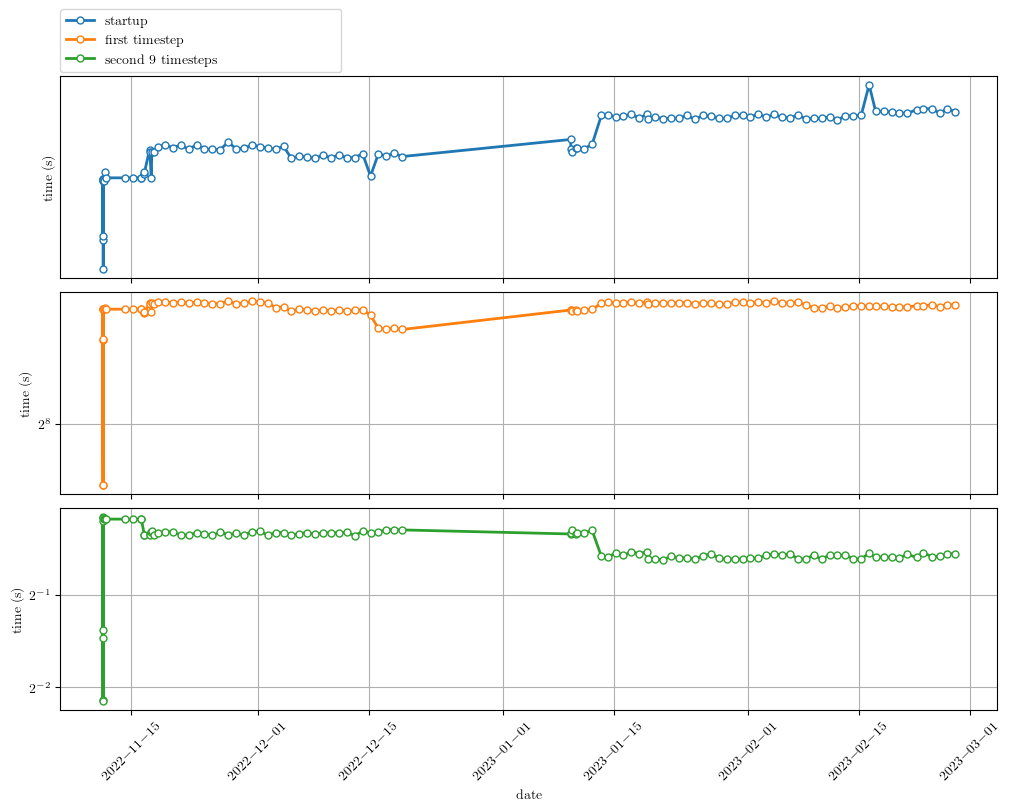 startup
first timestep
second 9 timesteps
time (s)
time (s)
2⁸
time (s)
2⁻¹
2⁻²
2022−11−15
2022−12−01
2022−12−15
2023−01−01
2023−01−15
2023−02−01
2023−02−15
2023−03−01
date